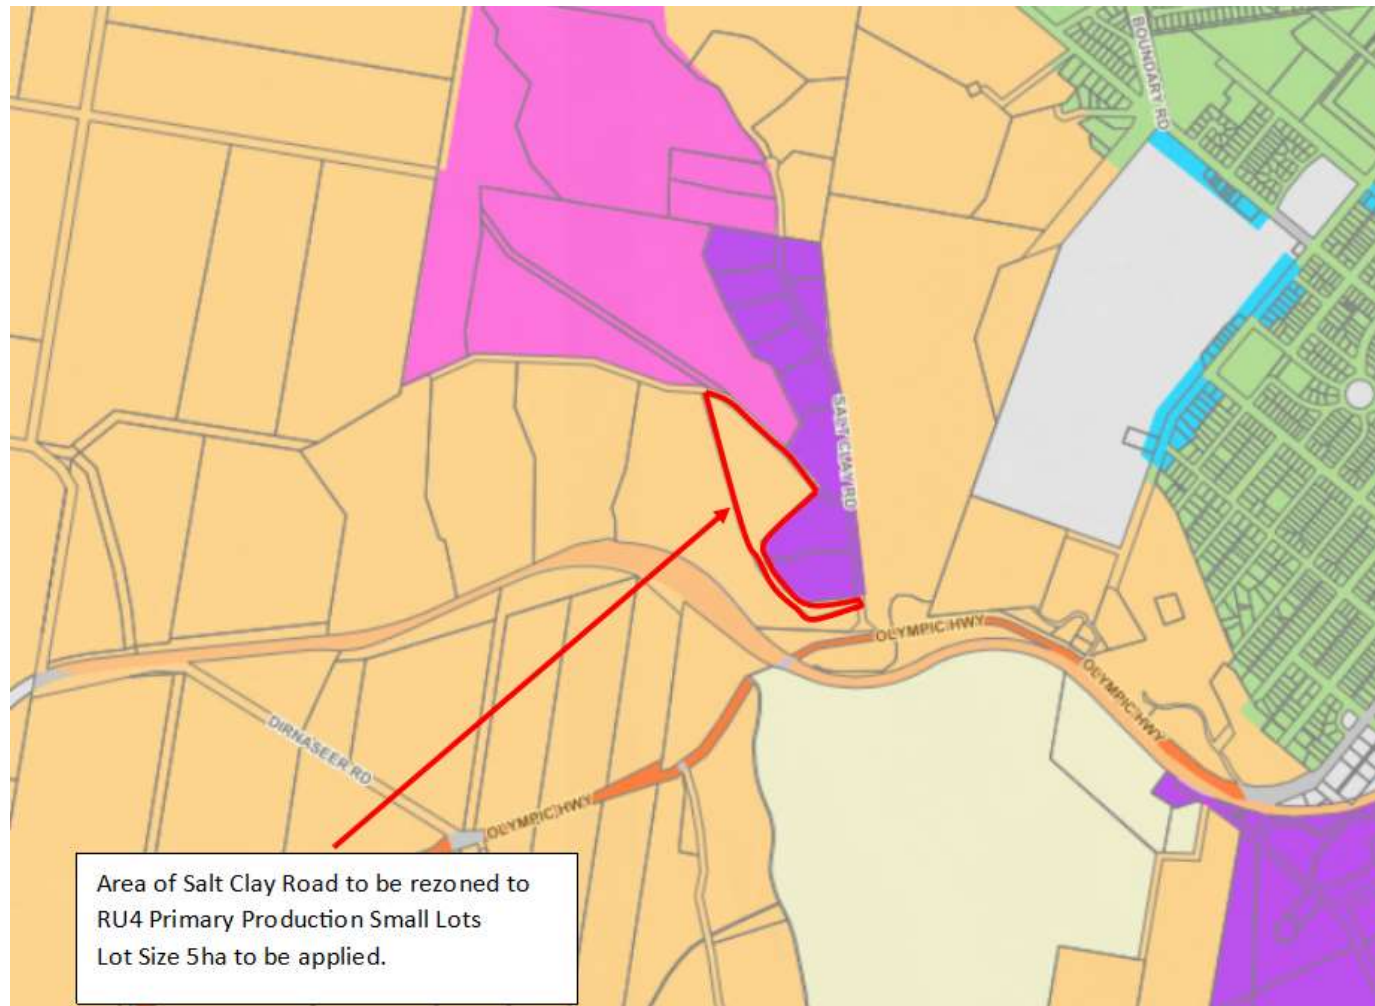 BOUNDARY RD
SALT CLAY RD
OLYMPIC HWY
OLYMPIC HWY
DIRNASEER RD
OLYMPIC HWY
Area of Salt Clay Road to be rezoned to
RU4 Primary Production Small Lots
Lot Size 5ha to be applied.